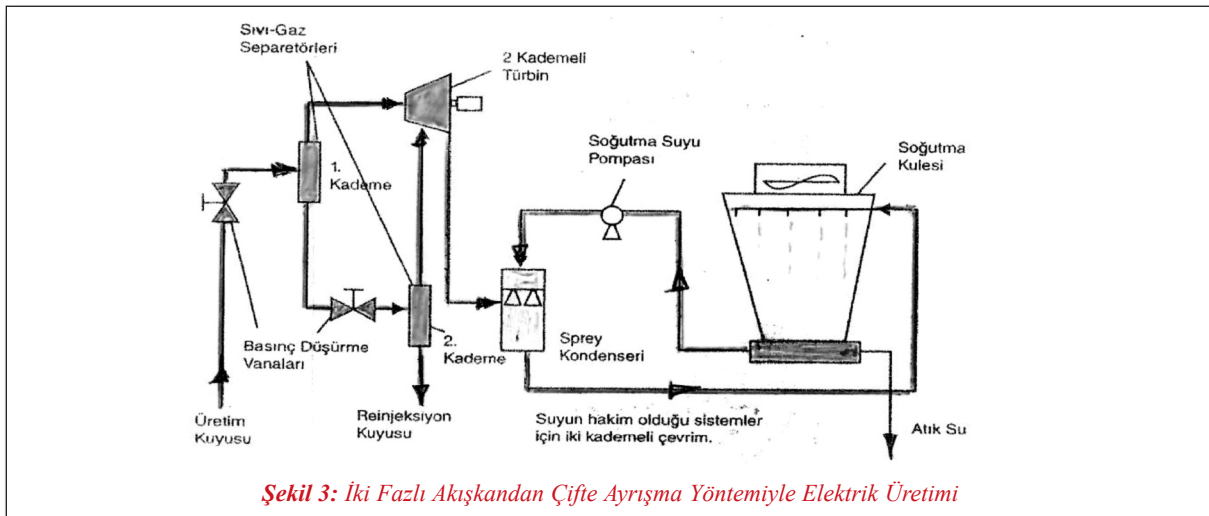 Sıvı-Gaz
Separetörleri
2 Kademeli
Türbin
Soğutma Suyu
Pompası
Soğutma
Kulesi
1.
Kademe
Basınç Düşürme
Vanaları
2.
Kademe
Sprey
Kondenseri
Üretim
Kuyusu
Reinjeksiyon
Kuyusu
Suyun hakim olduğu sistemler
için iki kademeli çevrim.
Atık Su
Şekil 3: İki Fazlı Akışkandan Çifte Ayrışma Yöntemiyle Elektrik Üretimi